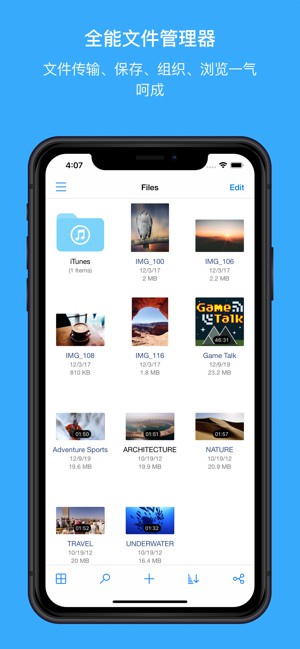 全能文件管理器
文件传输、保存、组织、浏览一气
呵成
4:07
Files
Edit
iTunes
(1 Items)
IMG_100
12/3/17
2 MB
IMG_106
12/3/17
2.2 MB
IMG_108
12/3/17
810 KB
IMG_116
12/3/17
1.8 MB
Game Talk
46:31
Game Talk
12/9/19
23.2 MB
01:50
Adventure Sports
12/9/19
19.6 MB
01:51
ARCHITECTURE
10/19/12
19.9 MB
01:57
NATURE
10/19/12
20.9 MB
01:52
TRAVEL
10/19/12
20 MB
01:32
UNDERWATER
10/19/12
16.4 MB